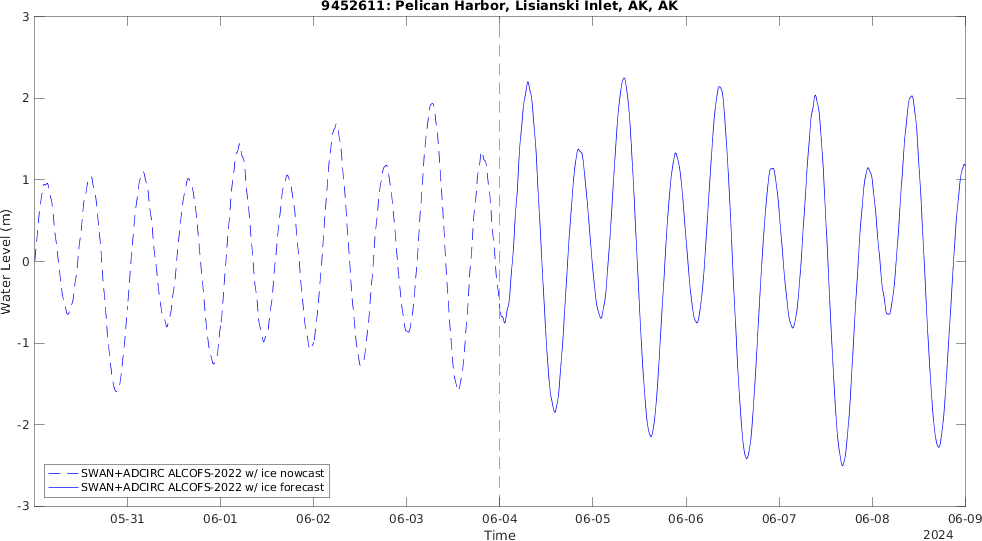 9452611: Pelican Harbor, Lisianski Inlet, AK, AK
Water Level (m)
3
2
1
0
-1
-2
-3
SWAN+ADCIRC ALCOFS-2022 w/ ice nowcast
SWAN+ADCIRC ALCOFS-2022 w/ ice forecast
05-31 06-01 06-02 06-03 06-04 06-05 06-06 06-07 06-08 06-09
Time
2024